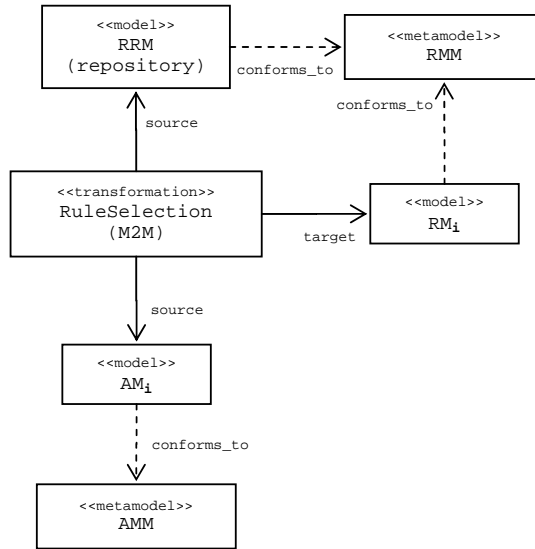 <<model>>
RRM
(repository)
conforms_to
<<metamodel>>
RMM
conforms_to
source
<<transformation>>
RuleSelection
(M2M)
target
<<model>>
RMi
source
<<model>>
AMi
conforms_to
<<metamodel>>
AMM